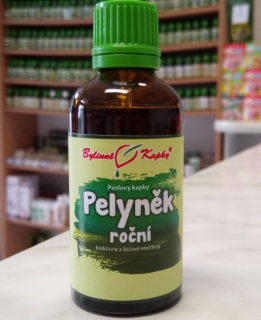 Bylinné Kapky®
Pavlovy kapky
Pelyněk
roční
tinktura z léčivé rostliny